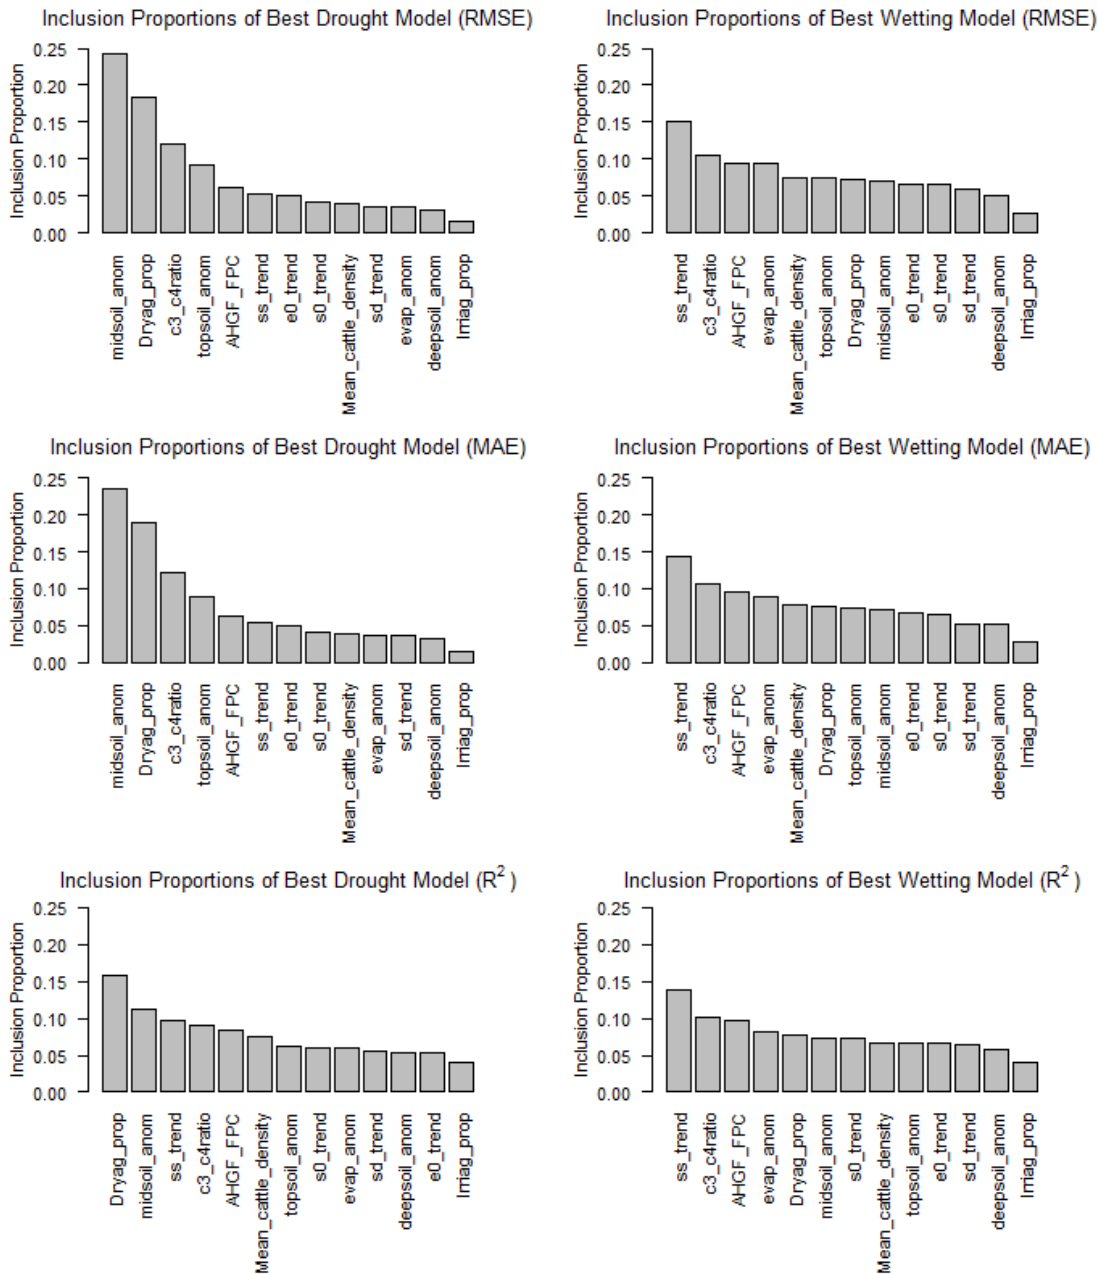 Inclusion Proportions of Best Drought Model (RMSE)
Inclusion Proportion
0.25
0.20
0.15
0.10
0.05
0.00
midsoil_anom
Dryag_prop
c3_c4ratio
topsoil_anom
AHGF_FPC
ss_trend
e0_trend
s0_trend
Mean_cattle_density
sd_trend
evap_anom
deepsoil_anom
Irriag_prop
Inclusion Proportions of Best Wetting Model (RMSE)
Inclusion Proportion
0.25
0.20
0.15
0.10
0.05
0.00
ss_trend
c3_c4ratio
AHGF_FPC
evap_anom
Mean_cattle_density
topsoil_anom
Dryag_prop
midsoil_anom
e0_trend
s0_trend
sd_trend
deepsoil_anom
Irriag_prop
Inclusion Proportions of Best Drought Model (MAE)
Inclusion Proportion
0.25
0.20
0.15
0.10
0.05
0.00
midsoil_anom
Dryag_prop
c3_c4ratio
topsoil_anom
AHGF_FPC
ss_trend
e0_trend
s0_trend
Mean_cattle_density
evap_anom
sd_trend
deepsoil_anom
Irriag_prop
Inclusion Proportions of Best Wetting Model (MAE)
Inclusion Proportion
0.25
0.20
0.15
0.10
0.05
0.00
ss_trend
c3_c4ratio
AHGF_FPC
evap_anom
Mean_cattle_density
Dryag_prop
topsoil_anom
midsoil_anom
e0_trend
s0_trend
sd_trend
deepsoil_anom
Irriag_prop
Inclusion Proportions of Best Drought Model (R²)
Inclusion Proportion
0.25
0.20
0.15
0.10
0.05
0.00
Dryag_prop
midsoil_anom
ss_trend
c3_c4ratio
AHGF_FPC
Mean_cattle_density
topsoil_anom
s0_trend
evap_anom
sd_trend
deepsoil_anom
e0_trend
Irriag_prop
Inclusion Proportions of Best Wetting Model (R²)
Inclusion Proportion
0.25
0.20
0.15
0.10
0.05
0.00
ss_trend
c3_c4ratio
AHGF_FPC
evap_anom
Dryag_prop
midsoil_anom
s0_trend
Mean_cattle_density
topsoil_anom
e0_trend
sd_trend
deepsoil_anom
Irriag_prop